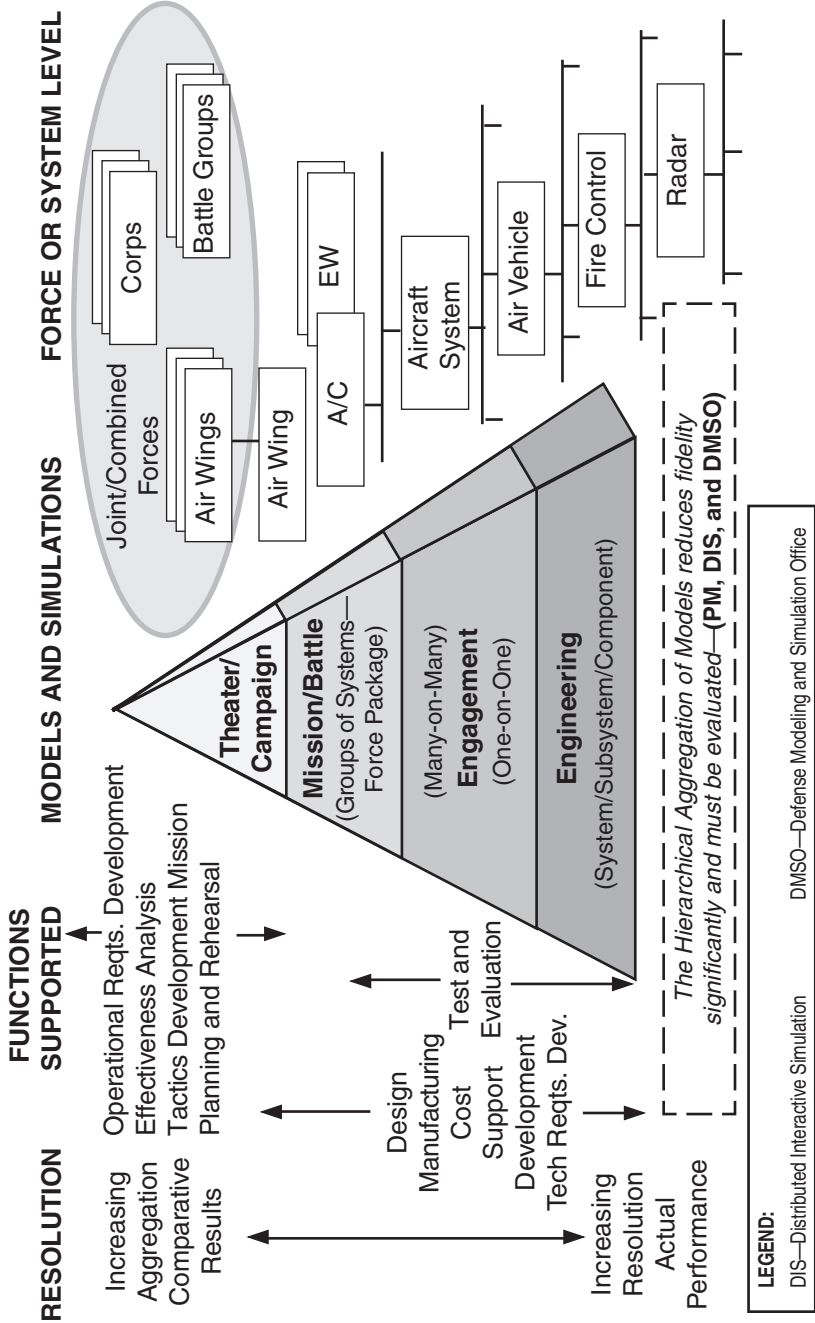 RESOLUTION
Increasing
Aggregation
Comparative
Results
Increasing
Resolution
Actual
Performance
FUNCTIONS
SUPPORTED
Operational Reqts. Development
Effectiveness Analysis
Tactics Development Mission
Planning and Rehearsal
Design
Manufacturing
Cost
Support
Development
Tech Reqts. Dev.
Test and
Evaluation
MODELS AND SIMULATIONS
Theater/
Campaign
Mission/Battle
(Groups of Systems—
Force Package)
(Many-on-Many)
Engagement
(One-on-One)
Engineering
(System/Subsystem/Component)
FORCE OR SYSTEM LEVEL
Joint/Combined
Forces
Corps
Air Wings
Battle Groups
Air Wing
A/C
EW
Aircraft
System
Air Vehicle
Fire Control
Radar
The Hierarchical Aggregation of Models reduces fidelity
significantly and must be evaluated—(PM, DIS, and DMSO)
LEGEND:
DIS—Distributed Interactive Simulation
DMSO—Defense Modeling and Simulation Office